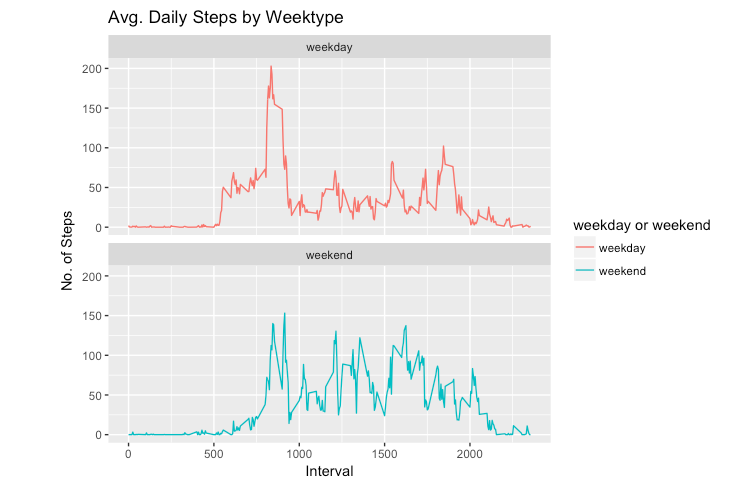 Avg. Daily Steps by Weektype
weekday
200
150
100
50
0
weekend
200
150
100
50
0
0 500 1000 1500 2000
Interval
No. of Steps
weekday or weekend
weekday
weekend